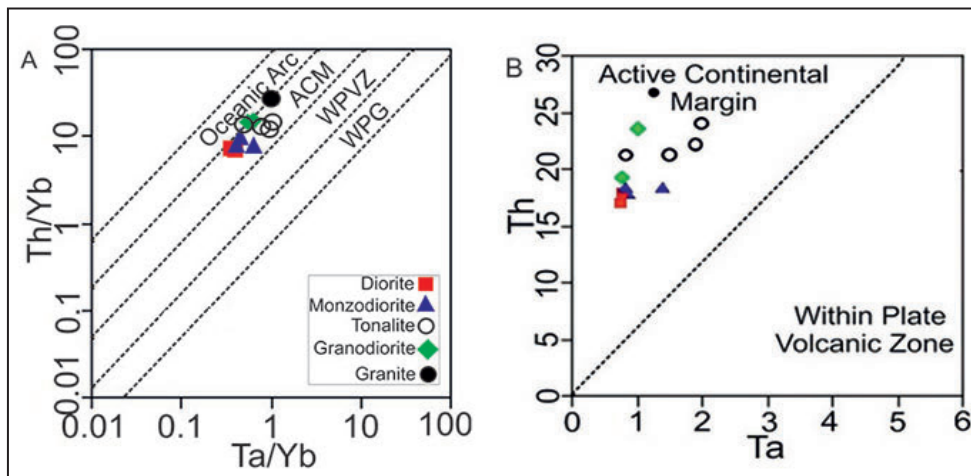 A
100
10
1
0.1
0.01
Th/Yb
Oceanic Arc
ACM
WPVZ
WPG
Diorite
Monzodiorite
Tonalite
Granodiorite
Granite
0.01
0.1
1
10
100
Ta/Yb
B
30
25
20
15
10
5
0
Th
Active Continental
Margin
Within Plate
Volcanic Zone
0
1
2
3
4
5
6
Ta